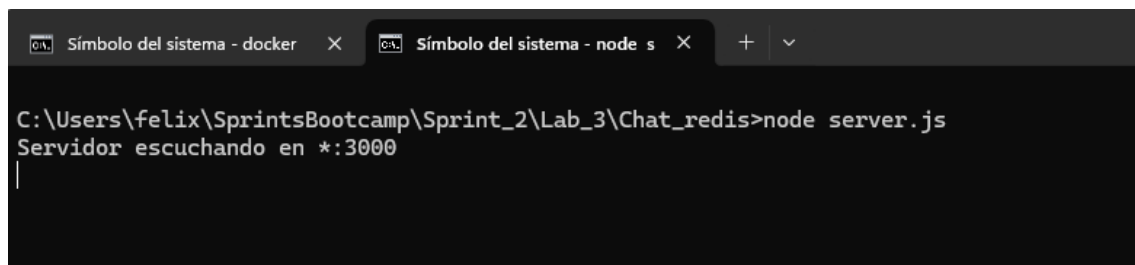 Símbolo del sistema - docker
Símbolo del sistema - node s
C:\Users\felix\SprintsBootcamp\Sprint_2\Lab_3\Chat_redis>node server.js
Servidor escuchando en *:3000